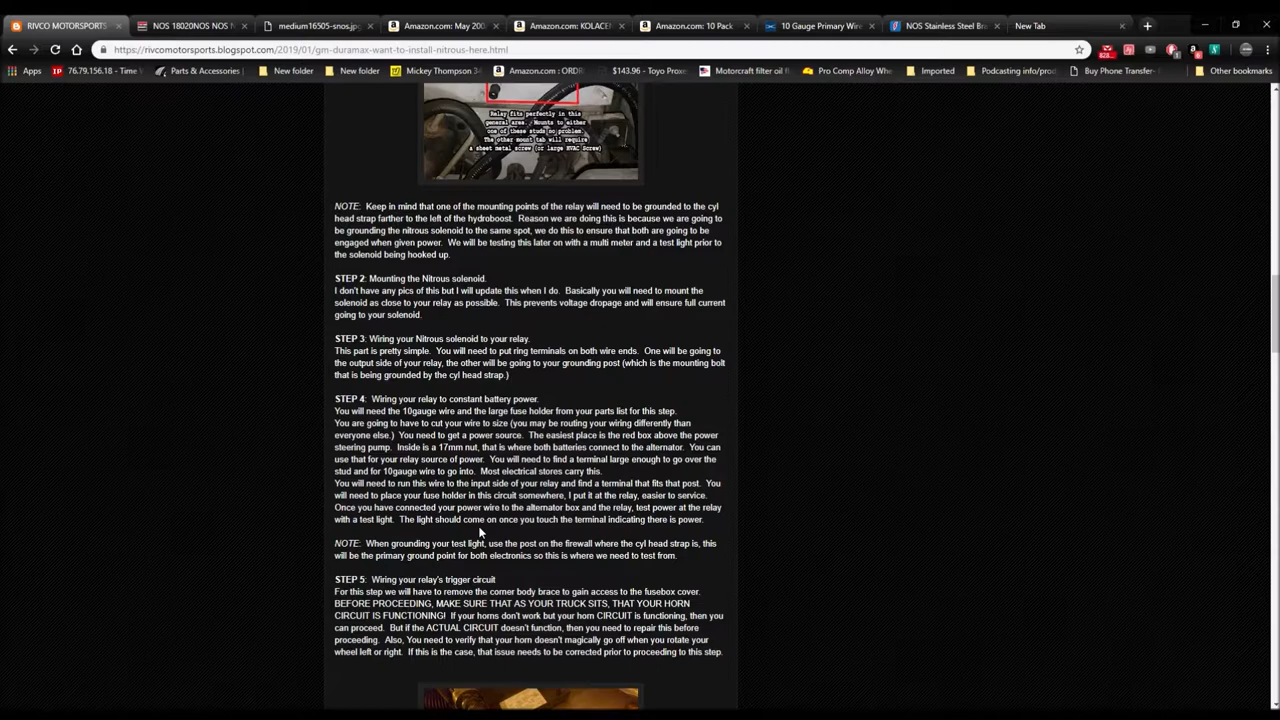 RIVCO MOTORSPORTS
NOS 18020NOS NOS N
medium16505-snos.jpg
Amazon.com: May 200
Amazon.com: KOLACEN
Amazon.com: 10 Pack
10 Gauge Primary Wire
NOS Stainless Steel Bra
New Tab
https://rivcomotorsports.blogspot.com/2019/01/gm-duramax-want-to-install-nitrous-here.html
Apps
76.79.156.18 - Time W
Parts & Accessories
New folder
New folder
Mickey Thompson 34
Amazon.com : ORDI
$143.96 - Toyo Proxe
Motorcraft filter oil f
Pro Comp Alloy Whe
Imported
Podcasting info/prod
Buy Phone Transfer-
Other bookmarks
Relay fits perfectly in this
general area. Mounts to either
one of these studs no problem.
The other mount tab will require
a sheet metal screw (or large HVAC Screw)
NOTE: Keep in mind that one of the mounting points of the relay will need to be grounded to the cyl
head strap farther to the left of the hydroboost. Reason we are doing this is because we are going to
be grounding the nitrous solenoid to the same spot, we do this to ensure that both are going to be
engaged when given power. We will be testing this later on with a multi meter and a test light prior to
the solenoid being hooked up.
STEP 2: Mounting the Nitrous solenoid.
I don't have any pics of this but I will update this when I do. Basically you will need to mount the
solenoid as close to your relay as possible. This prevents voltage dropage and will ensure full current
going to your solenoid.
STEP 3: Wiring your Nitrous solenoid to your relay.
This part is pretty simple. You will need to put ring terminals on both wire ends. One will be going to
the output side of your relay, the other will be going to your grounding post (which is the mounting bolt
that is being grounded by the cyl head strap.)
STEP 4: Wiring your relay to constant battery power.
You will need the 10gauge wire and the large fuse holder from your parts list for this step.
You are going to have to cut your wire to size (you may be routing your wiring differently than
everyone else.) You need to get a power source. The easiest place is the red box above the power
steering pump. Inside is a 17mm nut, that is where both batteries connect to the alternator. You can
use that for your relay source of power. You will need to find a terminal large enough to go over the
stud and for 10gauge wire to go into. Most electrical stores carry this.
You will need to run this wire to the input side of your relay and find a terminal that fits that post. You
will need to place your fuse holder in this circuit somewhere, I put it at the relay, easier to service.
Once you have connected your power wire to the alternator box and the relay, test power at the relay
with a test light. The light should come on once you touch the terminal indicating there is power.
NOTE: When grounding your test light, use the post on the firewall where the cyl head strap is, this
will be the primary ground point for both electronics so this is where we need to test from.
STEP 5: Wiring your relay's trigger circuit
For this step we will have to remove the corner body brace to gain access to the fusebox cover.
BEFORE PROCEEDING, MAKE SURE THAT AS YOUR TRUCK SITS, THAT YOUR HORN
CIRCUIT IS FUNCTIONING! If your horns don't work but your horn CIRCUIT is functioning, then you
can proceed. But if the ACTUAL CIRCUIT doesn't function, then you need to repair this before
proceeding. Also, You need to verify that your horn doesn't magically go off when you rotate your
wheel left or right. If this is the case, that issue needs to be corrected prior to proceeding to this step.